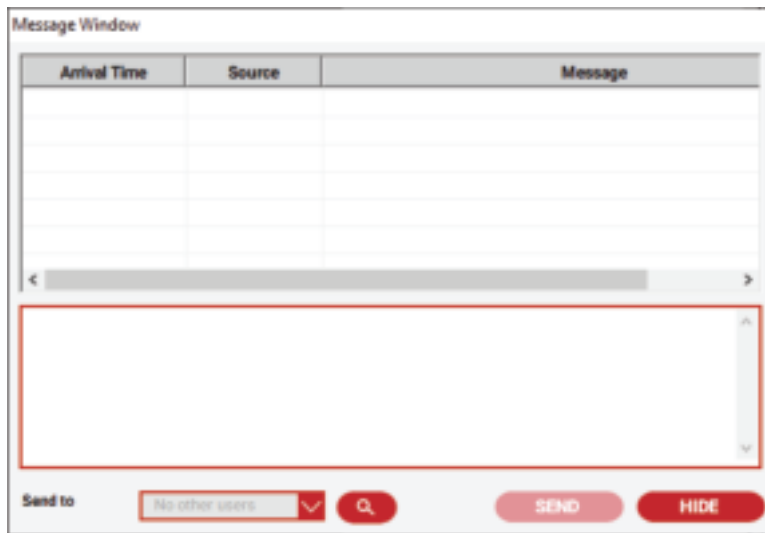 Message Window
Arrival Time Source Message
Send to No other users SEND HIDE